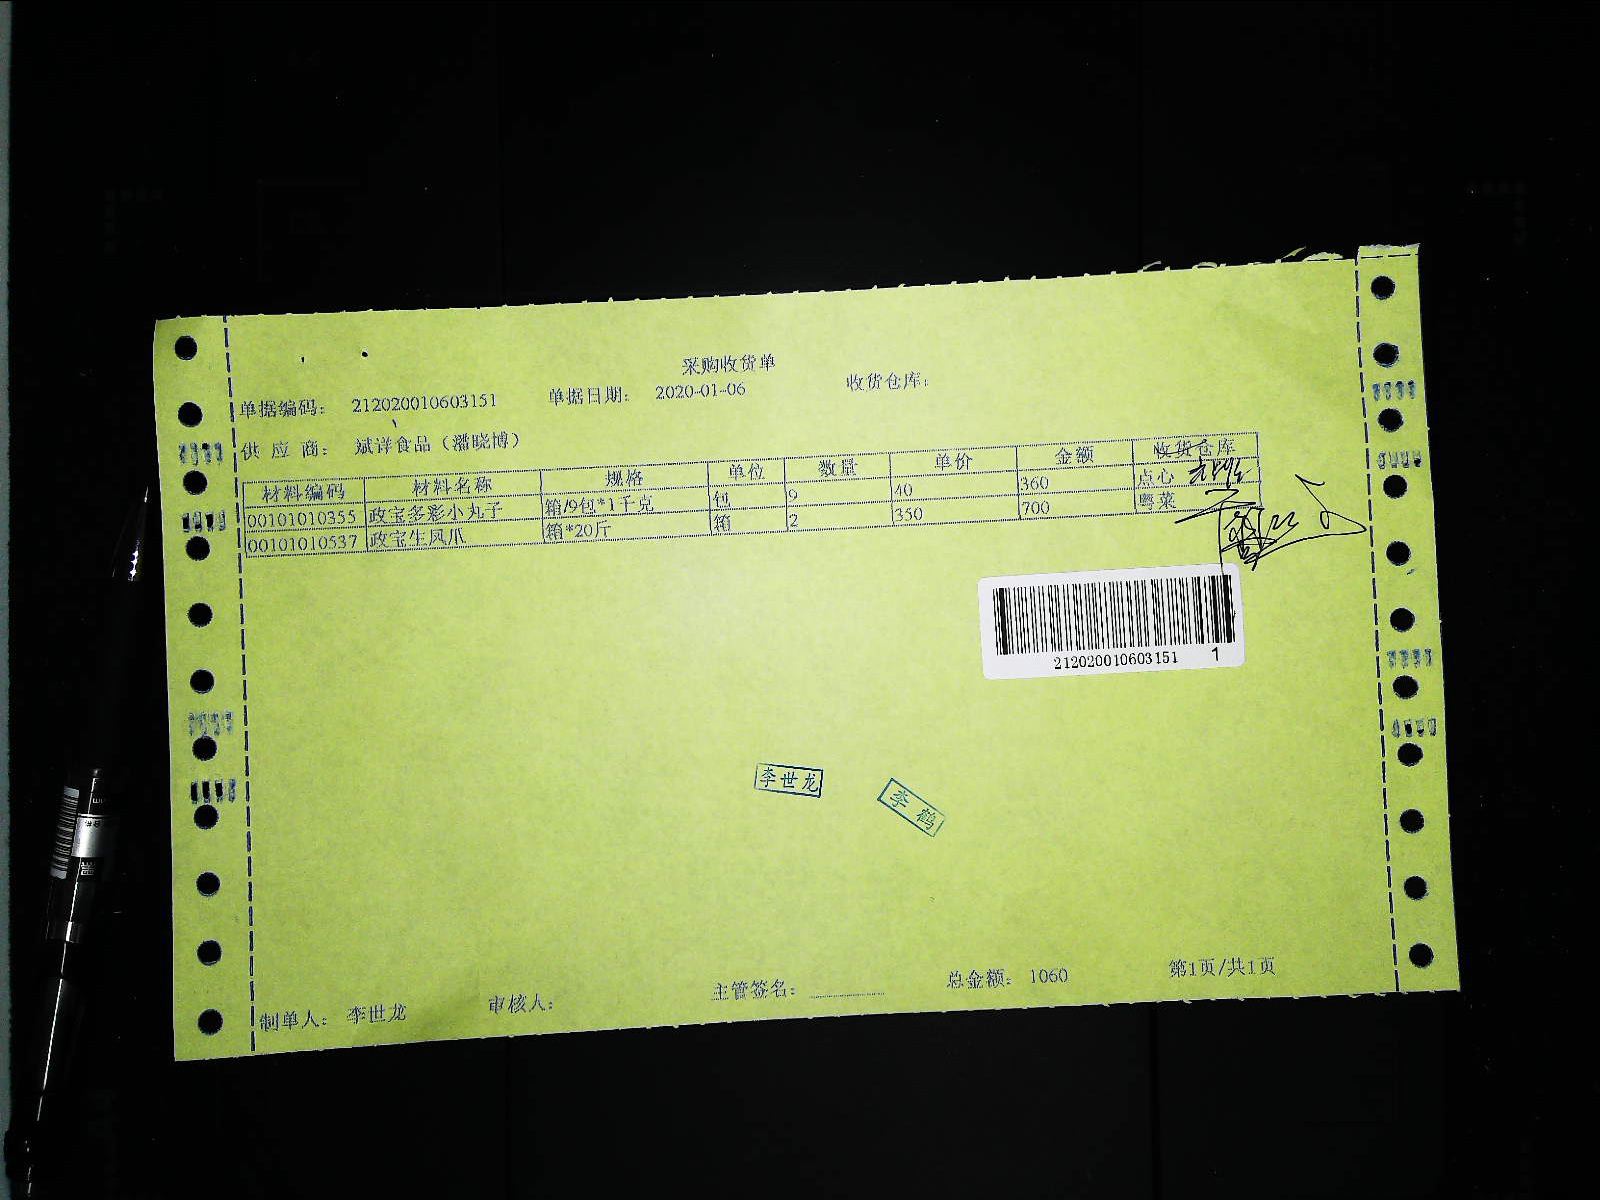 采购收货单
单据编码: 212020010603151 单据日期: 2020-01-06 收货仓库:
供应商: 斌详食品(潘晓博)
材料编码 材料名称 规格 单位 数量 单价 金额 收货仓库
00101010355 政宝多彩小丸子 箱/9包*1千克 包 9 40 360 点心
00101010537 政宝生凤爪 箱*20斤 箱 2 350 700 粤菜
212020010603151 1
李世龙
李鹤
制单人: 李世龙 审核人: 主管签名: 总金额: 1060 第1页/共1页